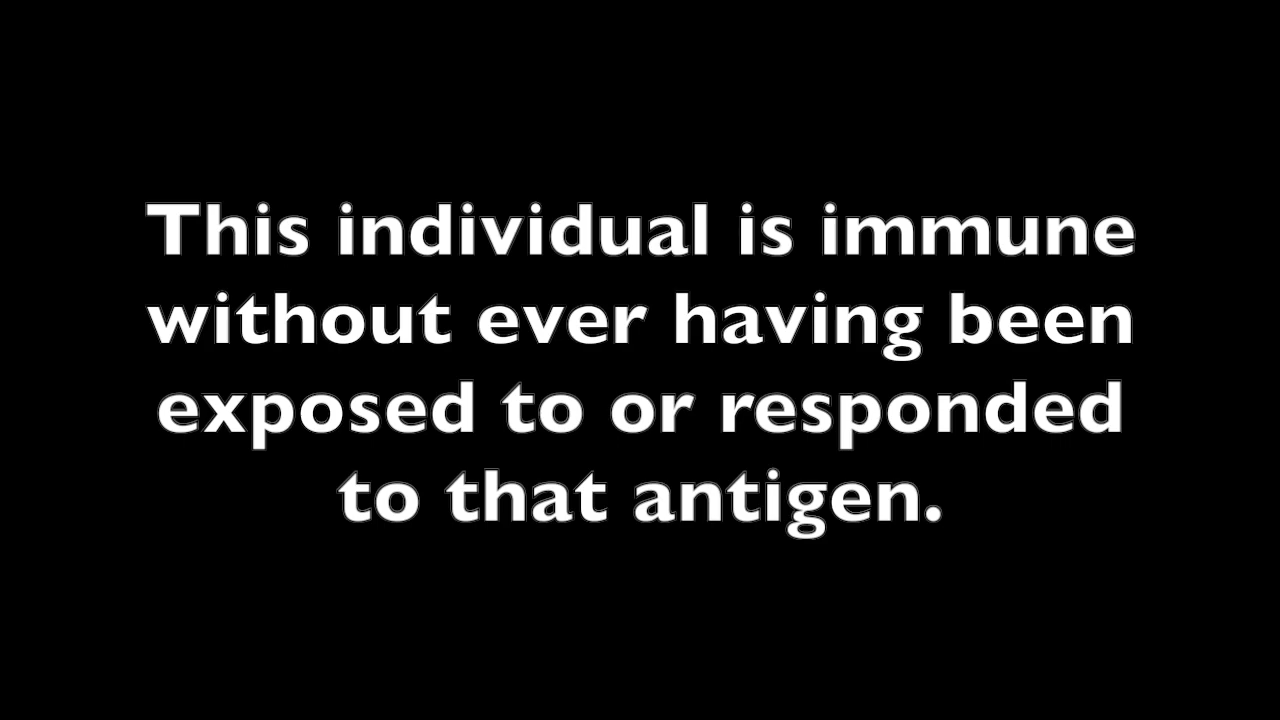 This individual is immune
without ever having been
exposed to or responded
to that antigen.